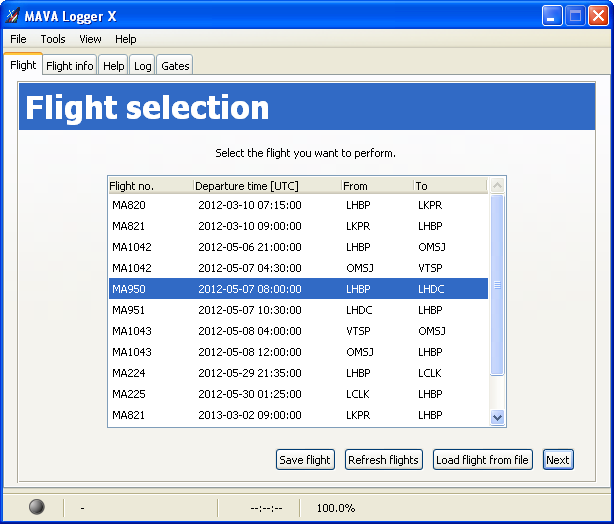 MAVA Logger X
File Tools View Help
Flight Flight info Help Log Gates
Flight selection
Select the flight you want to perform.
Flight no. Departure time [UTC] From To
MA820 2012-03-10 07:15:00 LHBP LKPR
MA821 2012-03-10 09:00:00 LKPR LHBP
MA1042 2012-05-06 21:00:00 LHBP OMSJ
MA1042 2012-05-07 04:30:00 OMSJ VTSP
MA950 2012-05-07 08:00:00 LHBP LHDC
MA951 2012-05-07 10:30:00 LHDC LHBP
MA1043 2012-05-08 04:00:00 VTSP OMSJ
MA1043 2012-05-08 12:00:00 OMSJ LHBP
MA224 2012-05-29 21:35:00 LHBP LCLK
MA225 2012-05-30 01:25:00 LCLK LHBP
MA821 2013-03-02 09:00:00 LKPR LHBP
Save flight Refresh flights Load flight from file Next
- --:--:-- 100.0%